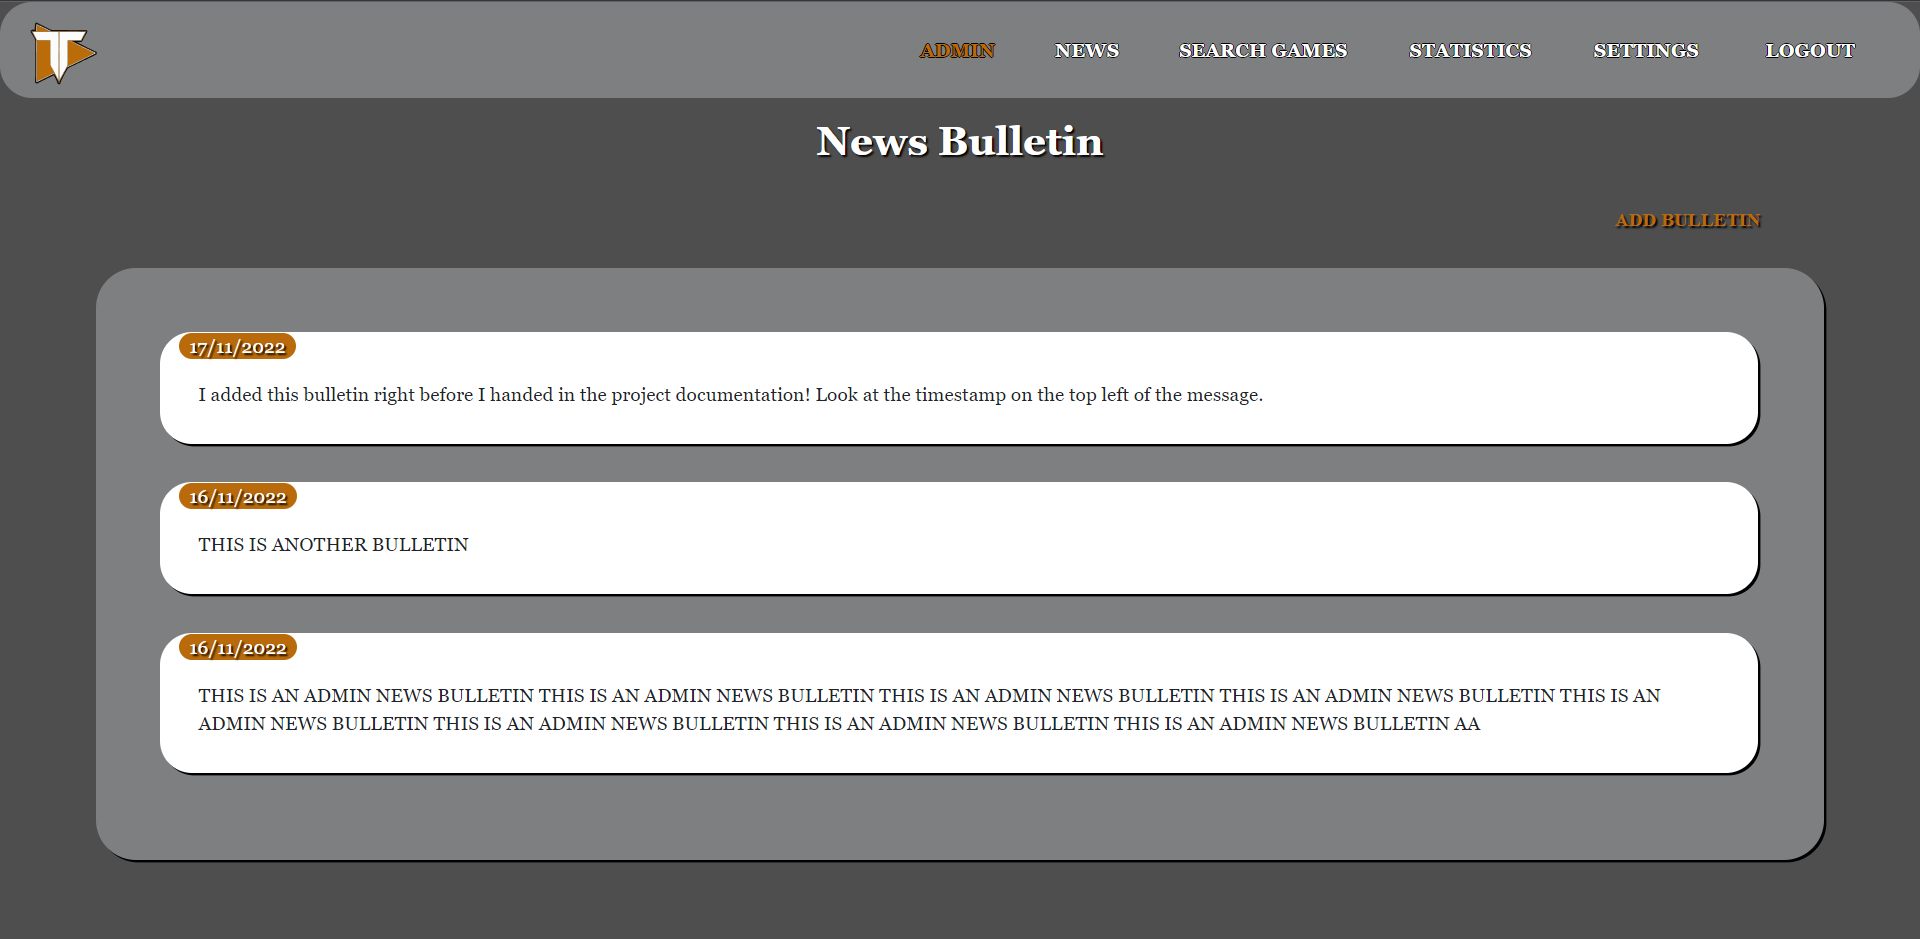 T
ADMIN NEWS SEARCH GAMES STATISTICS SETTINGS LOGOUT
News Bulletin
ADD BULLETIN
17/11/2022
I added this bulletin right before I handed in the project documentation! Look at the timestamp on the top left of the message.
16/11/2022
THIS IS ANOTHER BULLETIN
16/11/2022
THIS IS AN ADMIN NEWS BULLETIN THIS IS AN ADMIN NEWS BULLETIN THIS IS AN ADMIN NEWS BULLETIN THIS IS AN ADMIN NEWS BULLETIN THIS IS AN
ADMIN NEWS BULLETIN THIS IS AN ADMIN NEWS BULLETIN THIS IS AN ADMIN NEWS BULLETIN THIS IS AN ADMIN NEWS BULLETIN AA